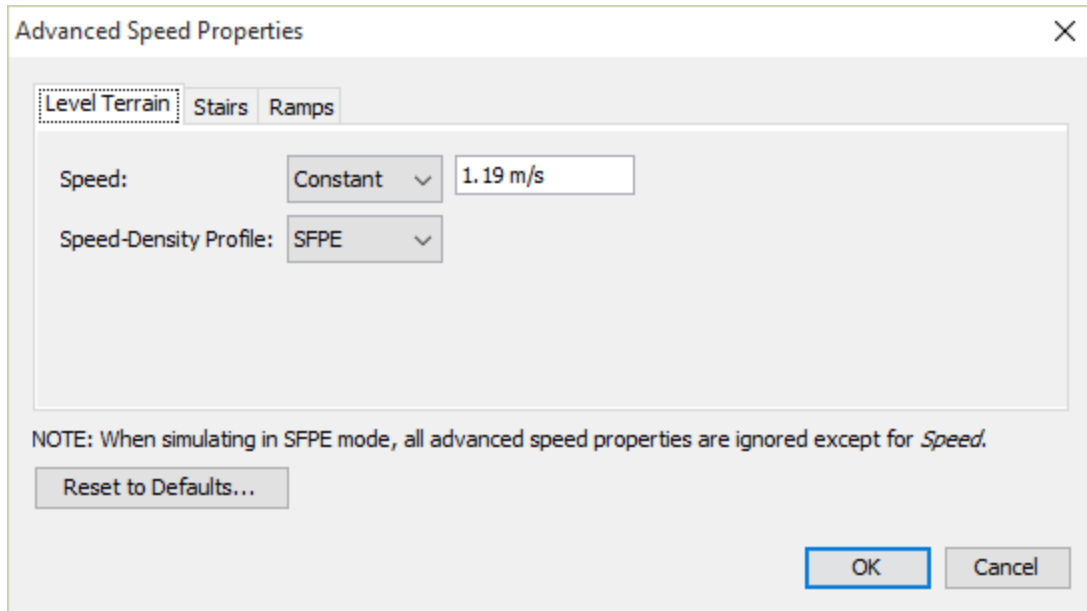 Advanced Speed Properties
Level Terrain Stairs Ramps
Speed: Constant 1.19 m/s
Speed-Density Profile: SFPE
NOTE: When simulating in SFPE mode, all advanced speed properties are ignored except for Speed.
Reset to Defaults...
OK Cancel